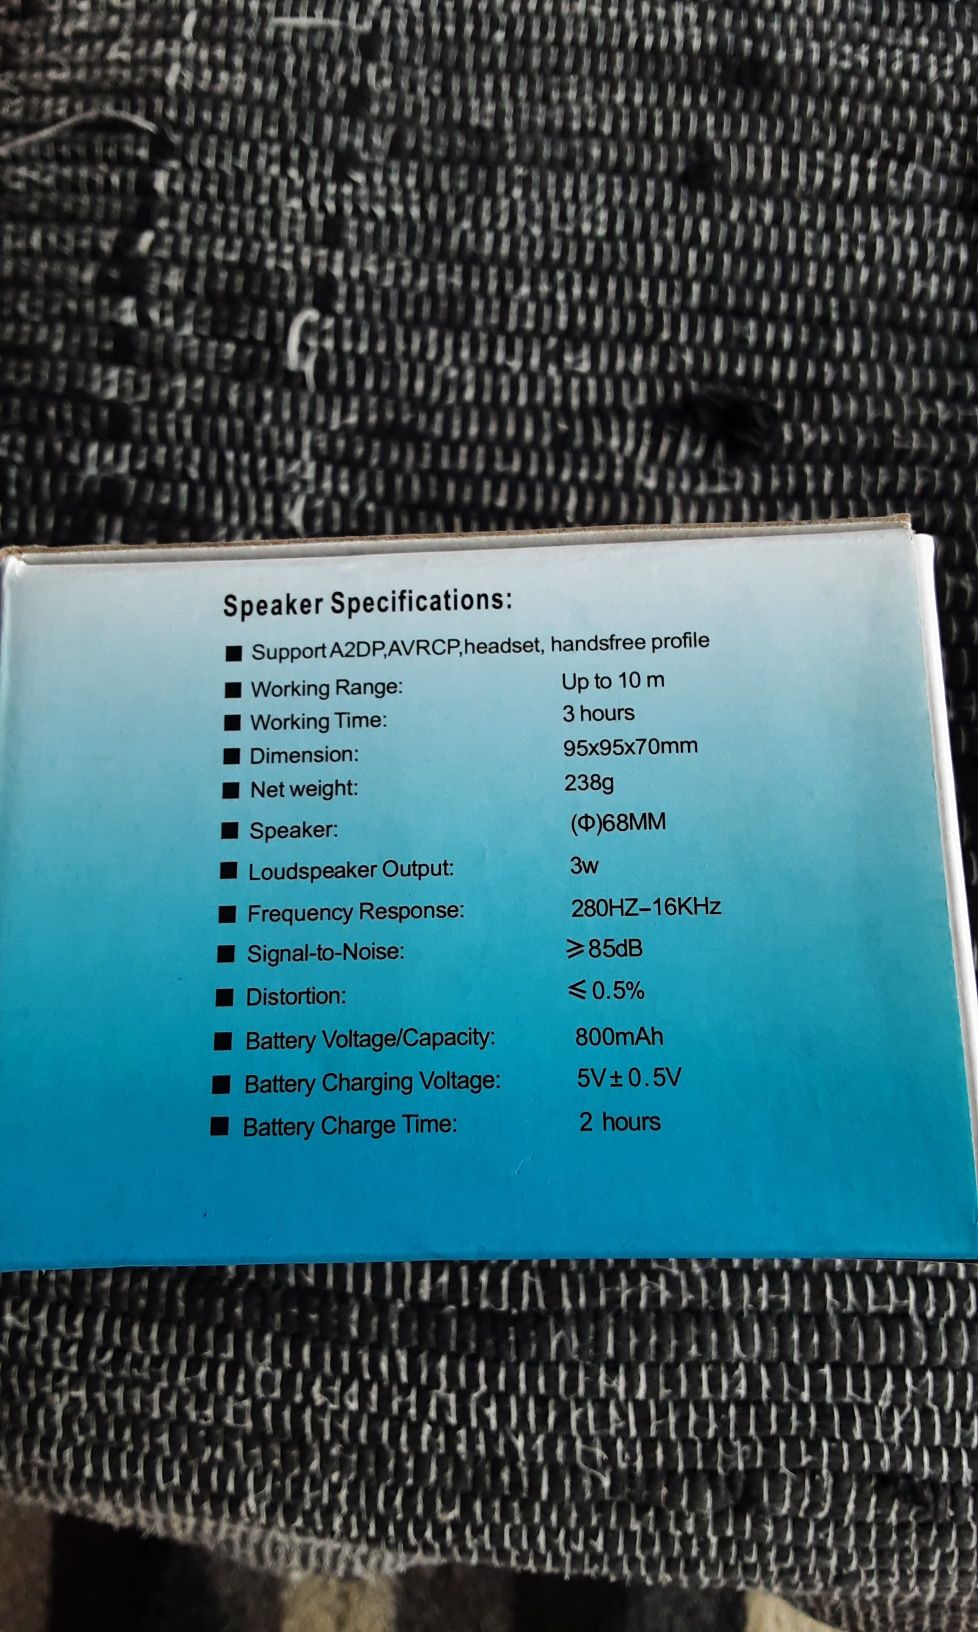 Speaker Specifications:
■ Support A2DP,AVRCP,headset, handsfree profile
■ Working Range: Up to 10 m
■ Working Time: 3 hours
■ Dimension: 95x95x70mm
■ Net weight: 238g
■ Speaker: (Φ)68MM
■ Loudspeaker Output: 3w
■ Frequency Response: 280HZ–16KHz
■ Signal-to-Noise: ⩾85dB
■ Distortion: ⩽0.5%
■ Battery Voltage/Capacity: 800mAh
■ Battery Charging Voltage: 5V±0.5V
■ Battery Charge Time: 2 hours